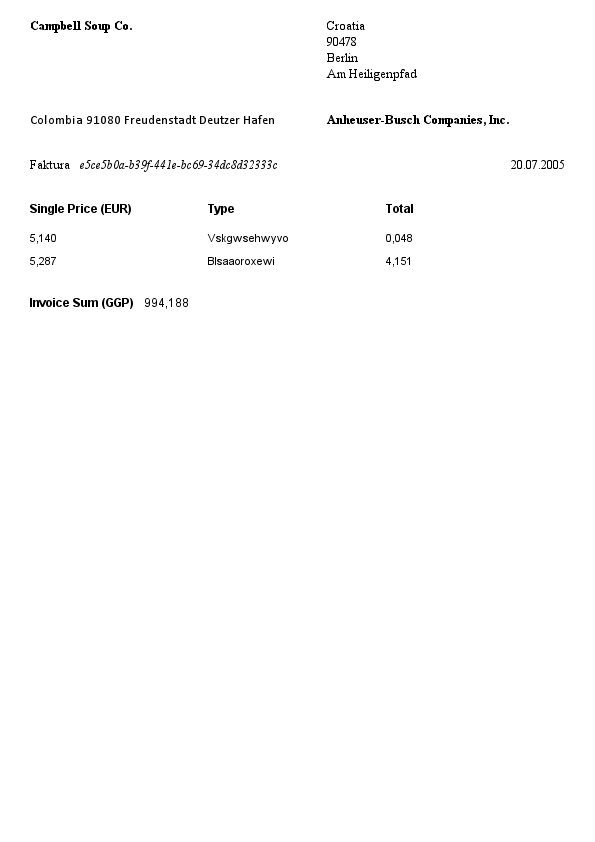 Campbell Soup Co.
Croatia
90478
Berlin
Am Heiligenpfad
Colombia 91080 Freudenstadt Deutzer Hafen
Anheuser-Busch Companies, Inc.
Faktura e5ce5b0a-b39f-441e-bc69-34dc8d32333c 20.07.2005
Single Price (EUR) Type Total
5,140 Vskgwsehwyvo 0,048
5,287 Blsaaoroxewi 4,151
Invoice Sum (GGP) 994,188